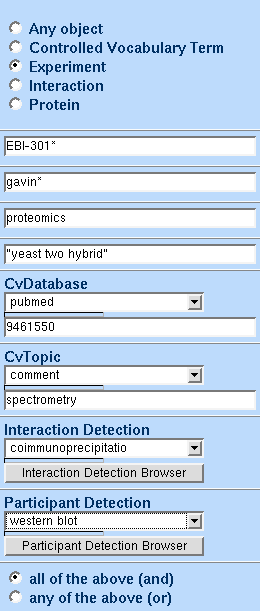 Any object
Controlled Vocabulary Term
Experiment
Interaction
Protein
EBI-301*
gavin*
proteomics
"yeast two hybrid"
CvDatabase
pubmed
9461550
CvTopic
comment
spectrometry
Interaction Detection
coimmunoprecipitatio
Interaction Detection Browser
Participant Detection
western blot
Participant Detection Browser
all of the above (and)
any of the above (or)